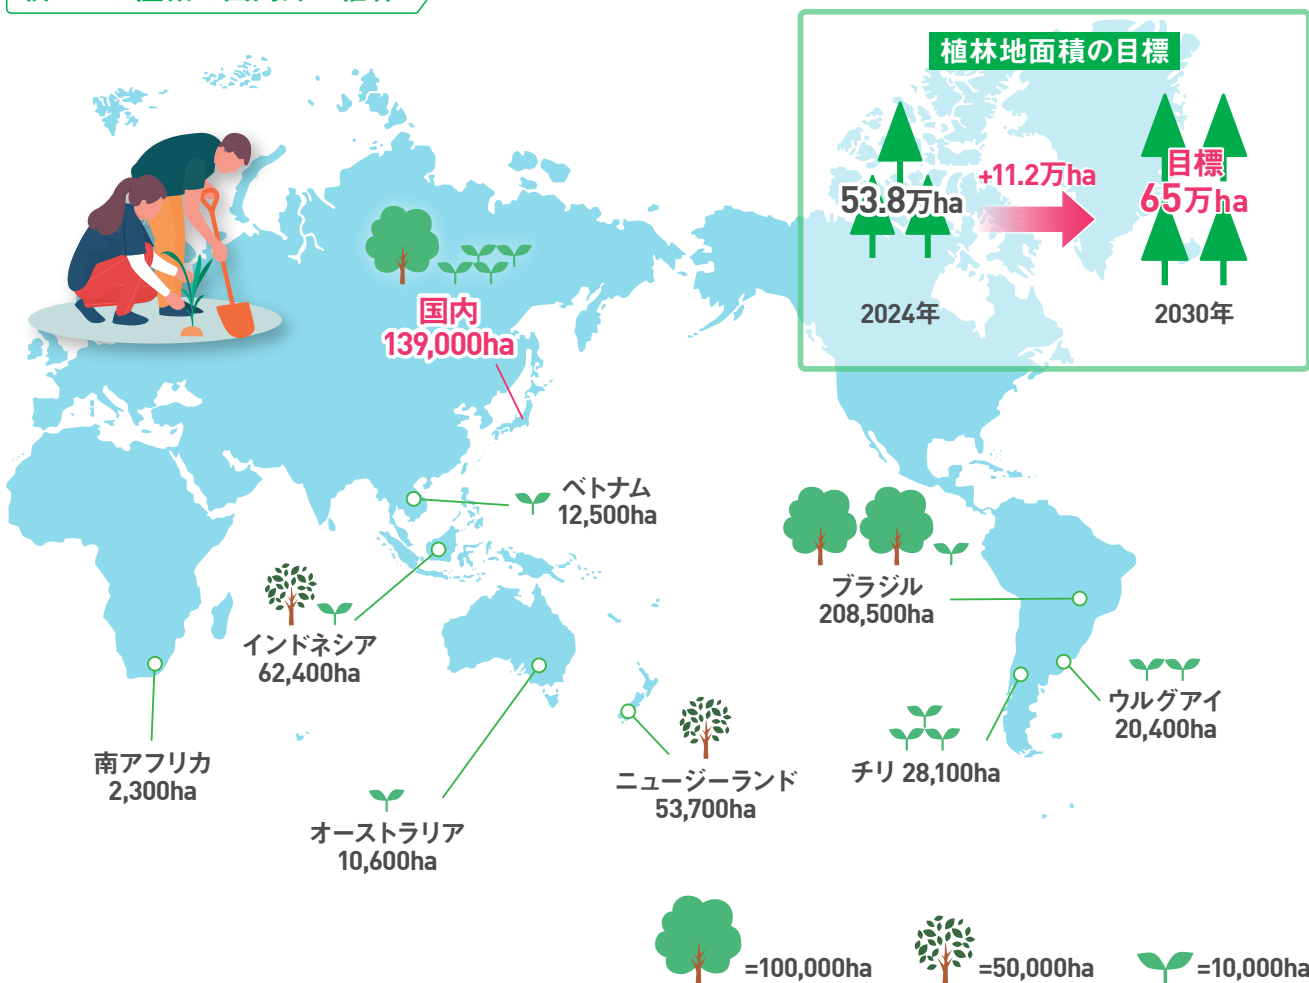 植林地面積の目標
+11.2万ha
53.8万ha
目標
65万ha
2024年
2030年
国内
139,000ha
ベトナム
12,500ha
インドネシア
62,400ha
南アフリカ
2,300ha
オーストラリア
10,600ha
ニュージーランド
53,700ha
ブラジル
208,500ha
ウルグアイ
20,400ha
チリ 28,100ha
=100,000ha
=50,000ha
=10,000ha